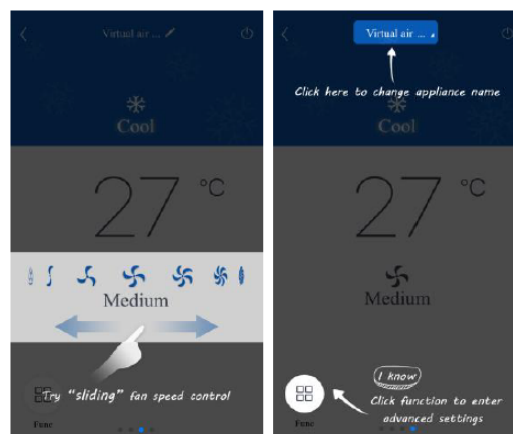 Virtual air ...
Cool
27 °C
Medium
Try "sliding" fan speed control
Func
Virtual air ...
Click here to change appliance name
Cool
27 °C
Medium
I know
Click function to enter
advanced settings
Func